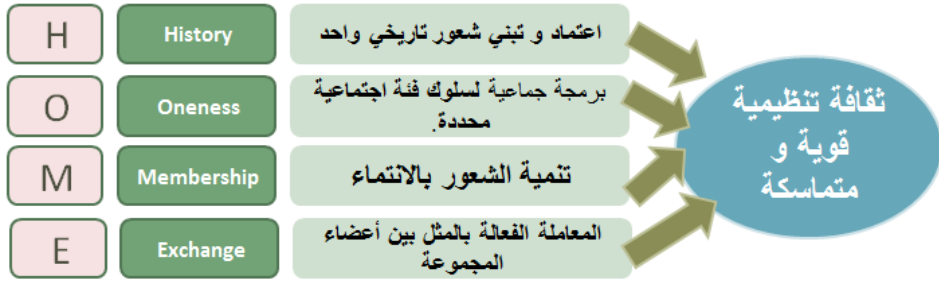 H
History
اعتماد و تبني شعور تاريخي واحد
O
Oneness
برمجة جماعية لسلوك فئة اجتماعية
محددة.
M
Membership
تنمية الشعور بالانتماء
E
Exchange
المعاملة الفعالة بالمثل بين أعضاء
المجموعة
ثقافة تنظيمية
قوية و
متماسكة